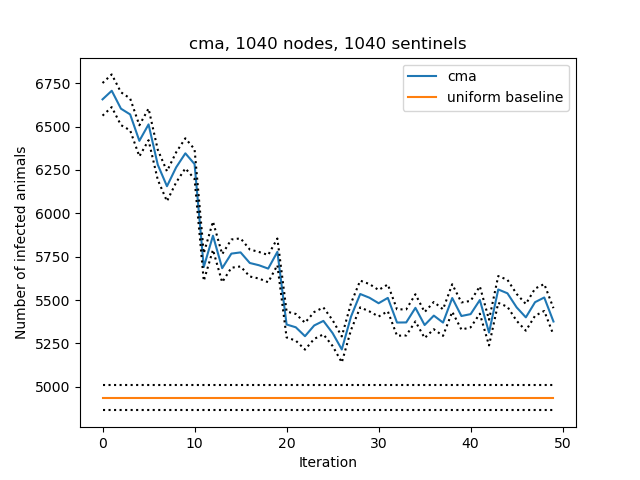 cma, 1040 nodes, 1040 sentinels
cma
uniform baseline
Number of infected animals
6750
6500
6250
6000
5750
5500
5250
5000
0 10 20 30 40 50
Iteration